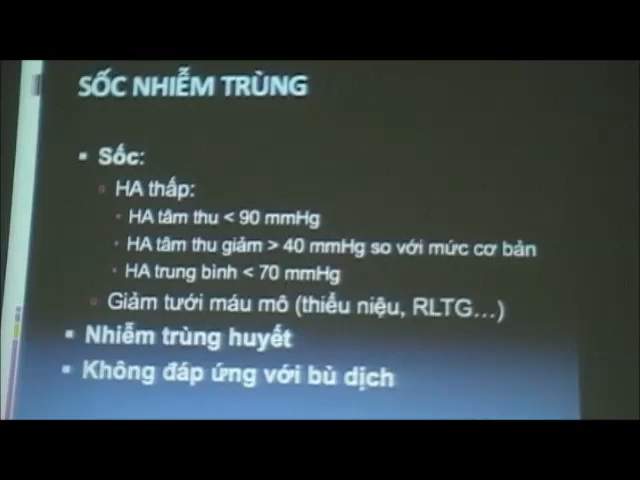 SỐC NHIỄM TRÙNG
Sốc:
HA thấp:
HA tâm thu < 90 mmHg
HA tâm thu giảm > 40 mmHg so với mức cơ bản
HA trung bình < 70 mmHg
Giảm tưới máu mô (thiểu niệu, RLTG...)
Nhiễm trùng huyết
Không đáp ứng với bù dịch